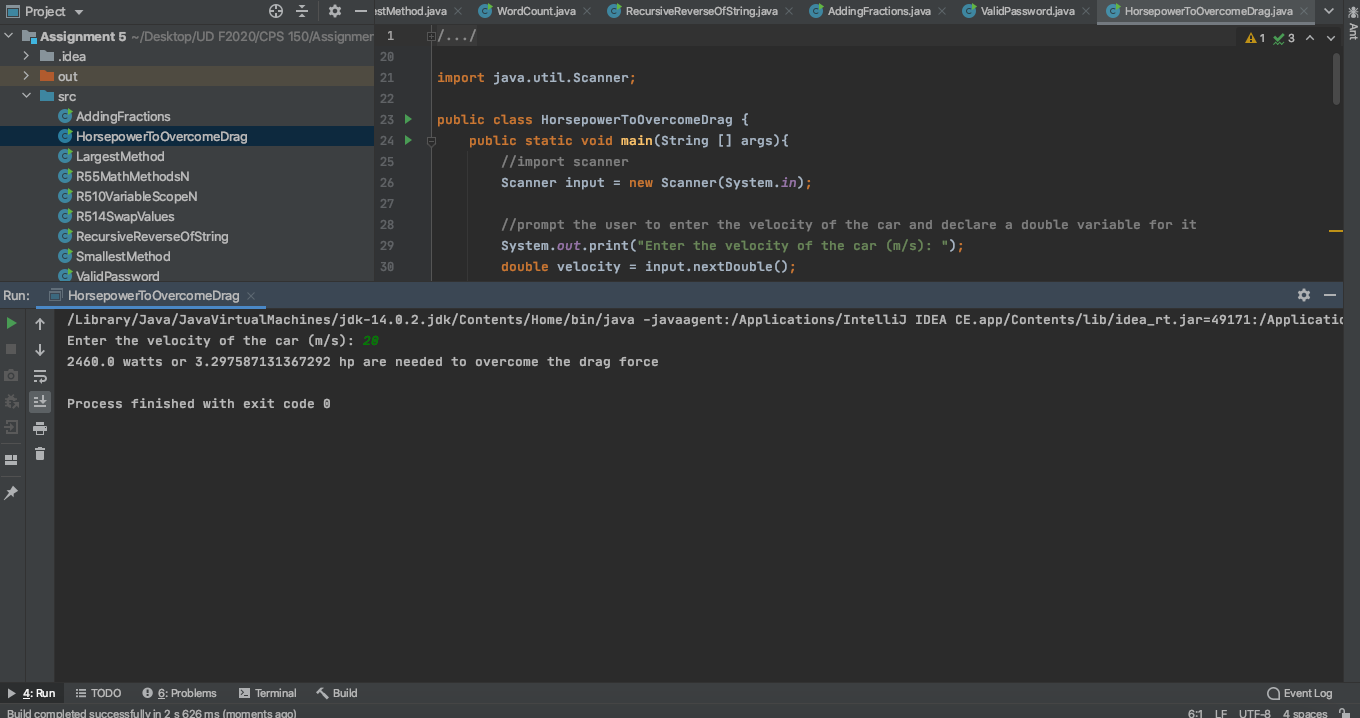 Project
estMethod.java
WordCount.java
RecursiveReverseOfString.java
AddingFractions.java
ValidPassword.java
HorsepowerToOvercomeDrag.java
Ant
Assignment 5 ~/Desktop/UD F2020/CPS 150/Assignmen
.idea
out
src
AddingFractions
HorsepowerToOvercomeDrag
LargestMethod
R55MathMethodsN
R510VariableScopeN
R514SwapValues
RecursiveReverseOfString
SmallestMethod
ValidPassword
1 /.../
1 3
20
21 import java.util.Scanner;
22
23 public class HorsepowerToOvercomeDrag {
24 public static void main(String [] args){
25 //import scanner
26 Scanner input = new Scanner(System.in);
27
28 //prompt the user to enter the velocity of the car and declare a double variable for it
29 System.out.print("Enter the velocity of the car (m/s): ");
30 double velocity = input.nextDouble();
Run: HorsepowerToOvercomeDrag
/Library/Java/JavaVirtualMachines/jdk-14.0.2.jdk/Contents/Home/bin/java -javaagent:/Applications/IntelliJ IDEA CE.app/Contents/lib/idea_rt.jar=49171:/Applicatio
Enter the velocity of the car (m/s): 20
2460.0 watts or 3.297587131367292 hp are needed to overcome the drag force
Process finished with exit code 0
4: Run
TODO
6: Problems
Terminal
Build
Event Log
Build completed successfully in 2 s 626 ms (moments ago)
6:1 LF UTF-8 4 spaces